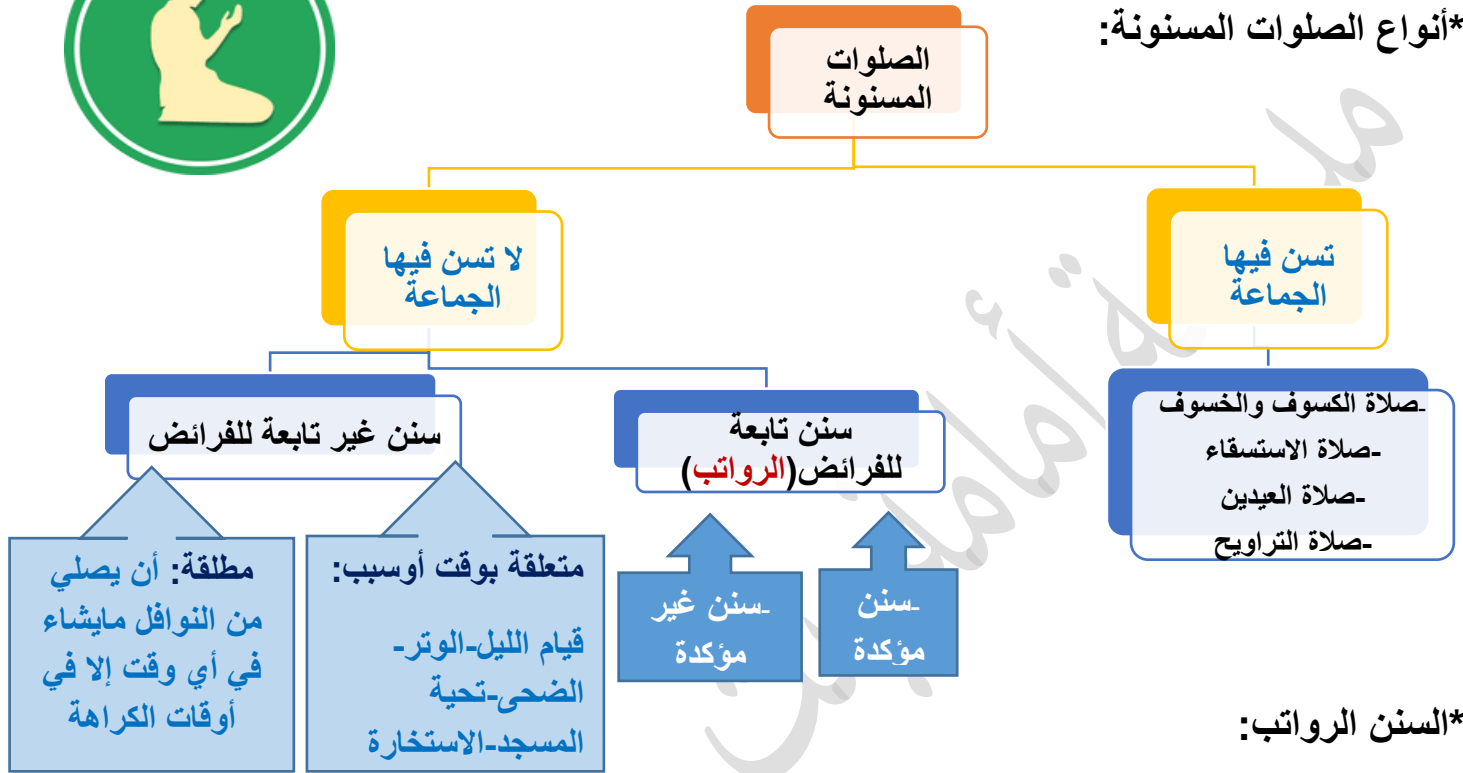 *أنواع الصلوات المسنونة:
الصلوات
المسنونة
تسن فيها
الجماعة
لا تسن فيها
الجماعة
-صلاة الكسوف والخسوف
-صلاة الاستسقاء
-صلاة العيدين
-صلاة التراويح
سنن تابعة
للفرائض(الرواتب)
سنن غير تابعة للفرائض
-سنن
مؤكدة
-سنن غير
مؤكدة
متعلقة بوقت أوسبب:
قيام الليل-الوتر-
الضحى-تحية
المسجد-الاستخارة
مطلقة: أن يصلي
من النوافل مايشاء
في أي وقت إلا في
أوقات الكراهة
*السنن الرواتب: